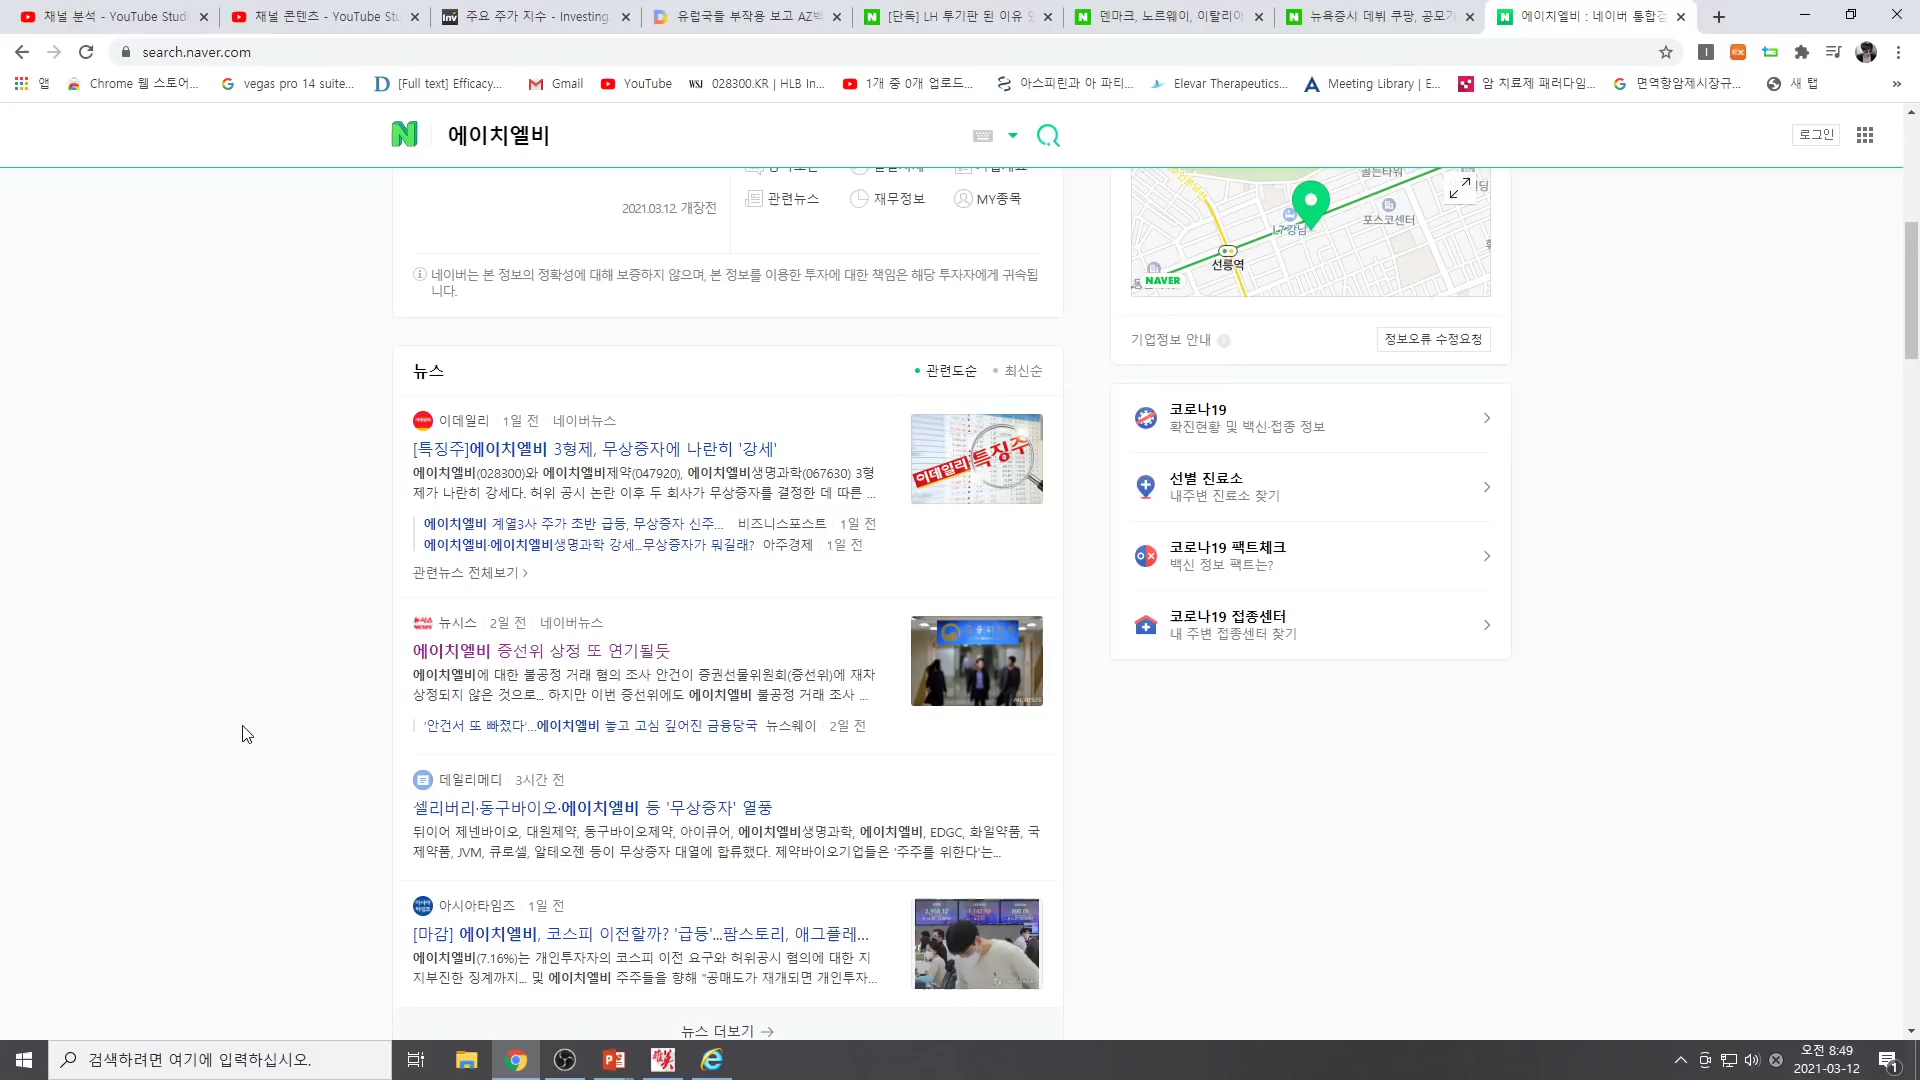 채널 분석 - YouTube Stud
채널 콘텐츠 - YouTube Stu
주요 주가 지수 - Investing.
유럽국들 부작용 보고 AZ백
[단독] LH 투기판 된 이유 있
덴마크, 노르웨이, 이탈리아
뉴욕증시 데뷔 쿠팡, 공모가
에이치엘비 : 네이버 통합검
search.naver.com
앱
Chrome 웹 스토어...
vegas pro 14 suite...
[Full text] Efficacy...
Gmail
YouTube
WSJ 028300.KR | HLB In...
1개 중 0개 업로드...
아스피린과 아 파티...
Elevar Therapeutics...
Meeting Library | E...
암 치료제 패러다임...
면역항암제시장규...
새 탭
에이치엘비
로그인
관련뉴스
재무정보
MY종목
2021.03.12. 개장전
네이버는 본 정보의 정확성에 대해 보증하지 않으며, 본 정보를 이용한 투자에 대한 책임은 해당 투자자에게 귀속됩
니다.
골든타워
포스코센터
L7강남
선릉역
NAVER
기업정보 안내
정보오류 수정요청
뉴스
관련도순
최신순
이데일리 1일 전 네이버뉴스
[특징주]에이치엘비 3형제, 무상증자에 나란히 '강세'
에이치엘비(028300)와 에이치엘비제약(047920), 에이치엘비생명과학(067630) 3형
제가 나란히 강세다. 허위 공시 논란 이후 두 회사가 무상증자를 결정한 데 따른 ...
이데일리 특징주
에이치엘비 계열3사 주가 초반 급등, 무상증자 신주... 비즈니스포스트 1일 전
에이치엘비·에이치엘비생명과학 강세...무상증자가 뭐길래? 아주경제 1일 전
관련뉴스 전체보기
뉴시스 2일 전 네이버뉴스
에이치엘비 증선위 상정 또 연기될듯
에이치엘비에 대한 불공정 거래 혐의 조사 안건이 증권선물위원회(증선위)에 재차
상정되지 않은 것으로... 하지만 이번 증선위에도 에이치엘비 불공정 거래 조사 ...
'안건서 또 빠졌다'...에이치엘비 놓고 고심 깊어진 금융당국 뉴스웨이 2일 전
데일리메디 3시간 전
셀리버리·동구바이오·에이치엘비 등 '무상증자' 열풍
뒤이어 제넨바이오, 대원제약, 동구바이오제약, 아이큐어, 에이치엘비생명과학, 에이치엘비, EDGC, 화일약품, 국
제약품, JVM, 큐로셀, 알테오젠 등이 무상증자 대열에 합류했다. 제약바이오기업들은 '주주를 위한다'는...
아시아타임즈 1일 전
[마감] 에이치엘비, 코스피 이전할까? '급등'...팜스토리, 애그플레...
에이치엘비(7.16%)는 개인투자자의 코스피 이전 요구와 허위공시 혐의에 대한 지
지부진한 징계까지... 및 에이치엘비 주주들을 향해 "공매도가 재개되면 개인투자...
뉴스 더보기
코로나19
확진현황 및 백신·접종 정보
선별 진료소
내주변 진료소 찾기
코로나19 팩트체크
백신 정보 팩트는?
코로나19 접종센터
내 주변 접종센터 찾기
검색하려면 여기에 입력하십시오.
오전 8:49
2021-03-12